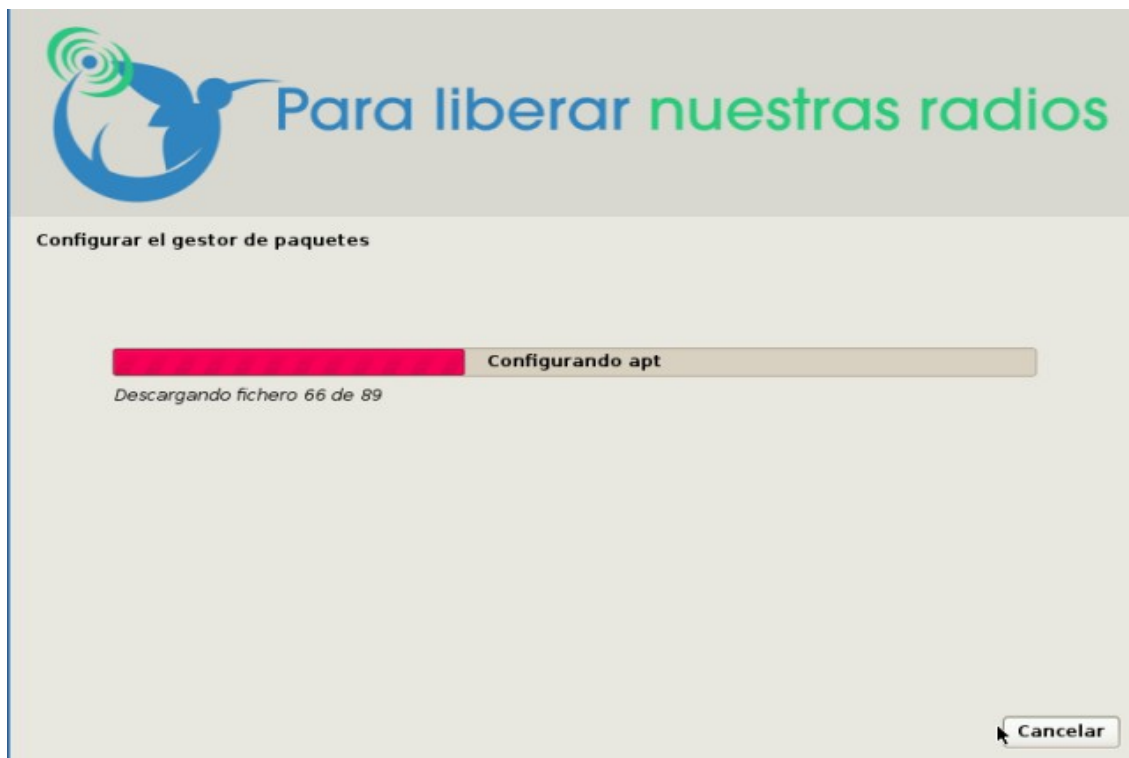 Para liberar nuestras radios
Configurar el gestor de paquetes
Configurando apt
Descargando fichero 66 de 89
Cancelar